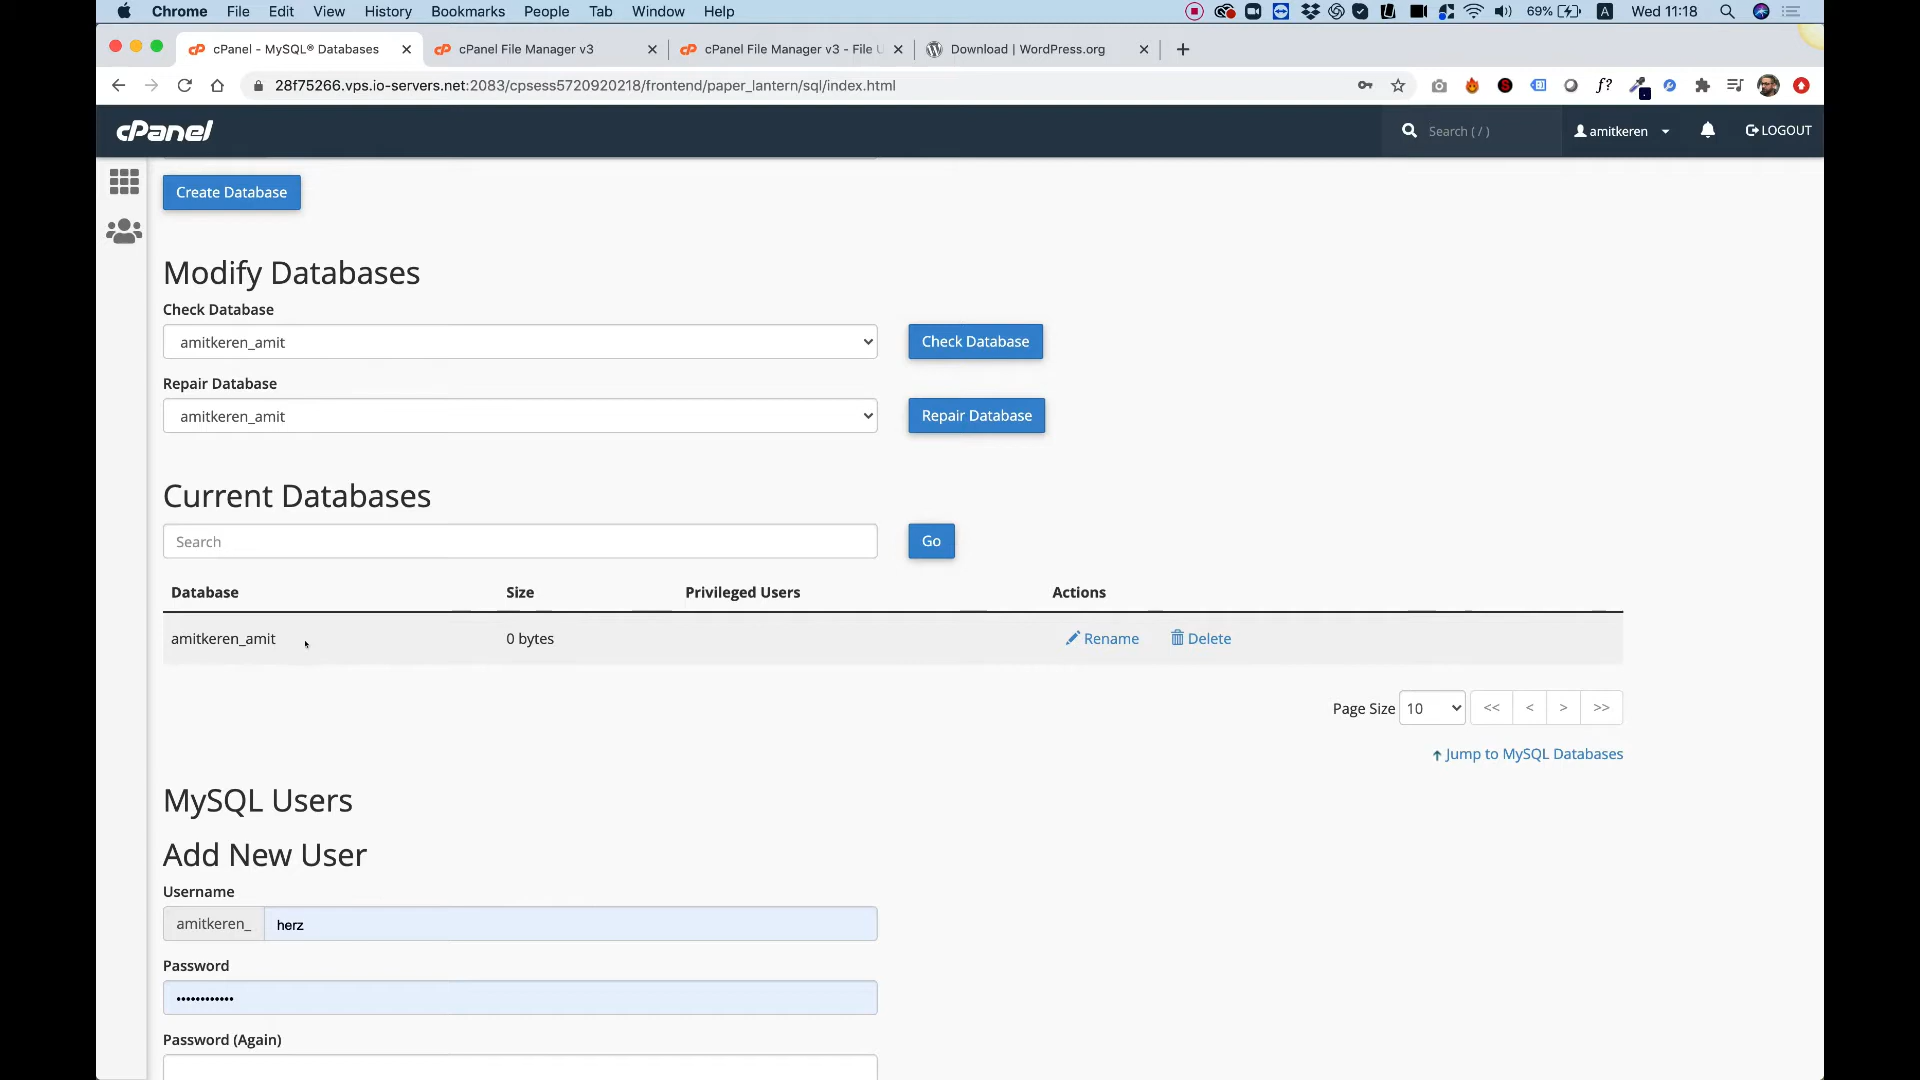 Chrome File Edit View History Bookmarks People Tab Window Help
69% A Wed 11:18
cPanel - MySQL® Databases
cPanel File Manager v3
cPanel File Manager v3 - File U
Download | WordPress.org
28f75266.vps.io-servers.net:2083/cpsess5720920218/frontend/paper_lantern/sql/index.html
cPanel
Search ( / )
amitkeren
LOGOUT
Create Database
Modify Databases
Check Database
amitkeren_amit
Check Database
Repair Database
amitkeren_amit
Repair Database
Current Databases
Search
Go
Database Size Privileged Users Actions
amitkeren_amit 0 bytes Rename Delete
Page Size 10 << < > >>
Jump to MySQL Databases
MySQL Users
Add New User
Username
amitkeren_ herz
Password
••••••••••••
Password (Again)